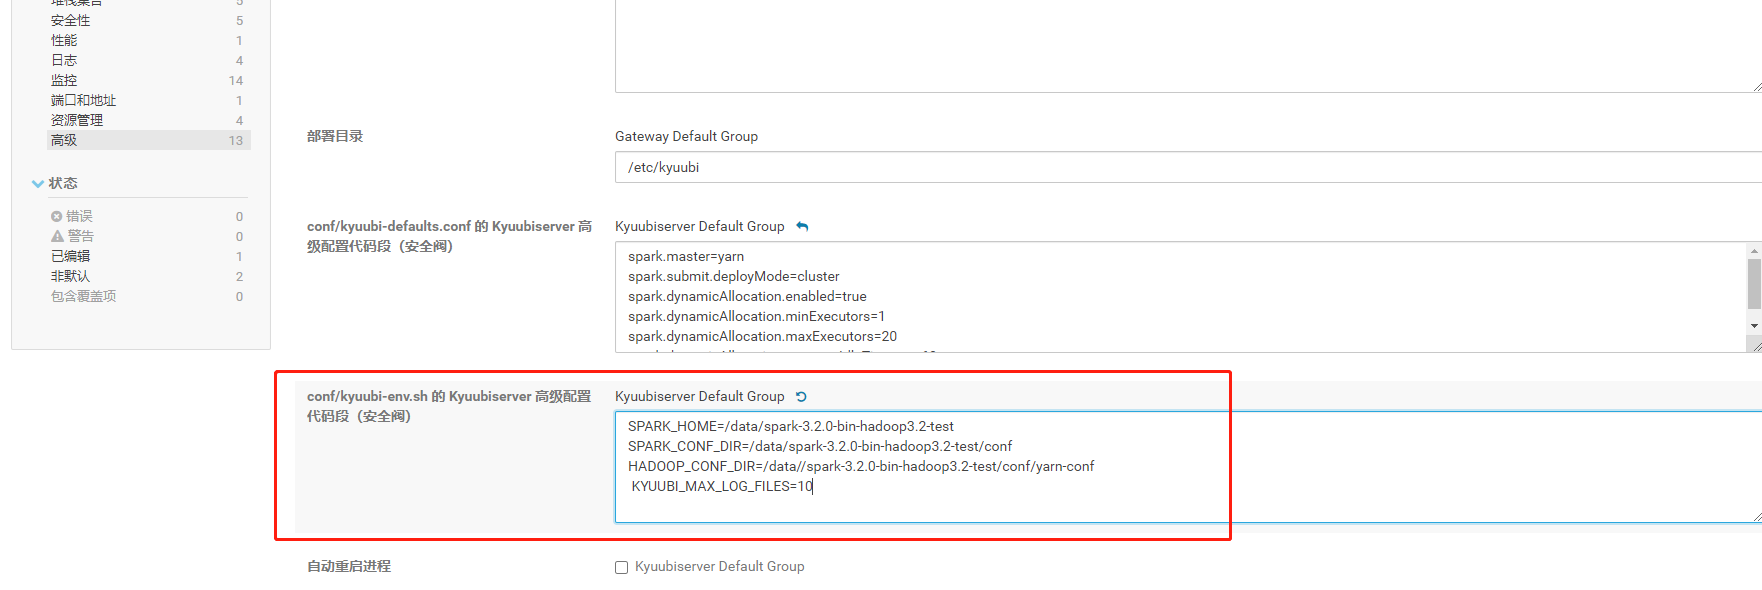 安全性 5
性能 1
日志 4
监控 14
端口和地址 1
资源管理 4
高级 13
状态
错误 0
警告 0
已编辑 1
非默认 2
包含覆盖项 0
部署目录
Gateway Default Group
/etc/kyuubi
conf/kyuubi-defaults.conf 的 Kyuubiserver 高
级配置代码段（安全阀）
Kyuubiserver Default Group
spark.master=yarn
spark.submit.deployMode=cluster
spark.dynamicAllocation.enabled=true
spark.dynamicAllocation.minExecutors=1
spark.dynamicAllocation.maxExecutors=20
conf/kyuubi-env.sh 的 Kyuubiserver 高级配置
代码段（安全阀）
Kyuubiserver Default Group
SPARK_HOME=/data/spark-3.2.0-bin-hadoop3.2-test
SPARK_CONF_DIR=/data/spark-3.2.0-bin-hadoop3.2-test/conf
HADOOP_CONF_DIR=/data//spark-3.2.0-bin-hadoop3.2-test/conf/yarn-conf
KYUUBI_MAX_LOG_FILES=10
自动重启进程
Kyuubiserver Default Group